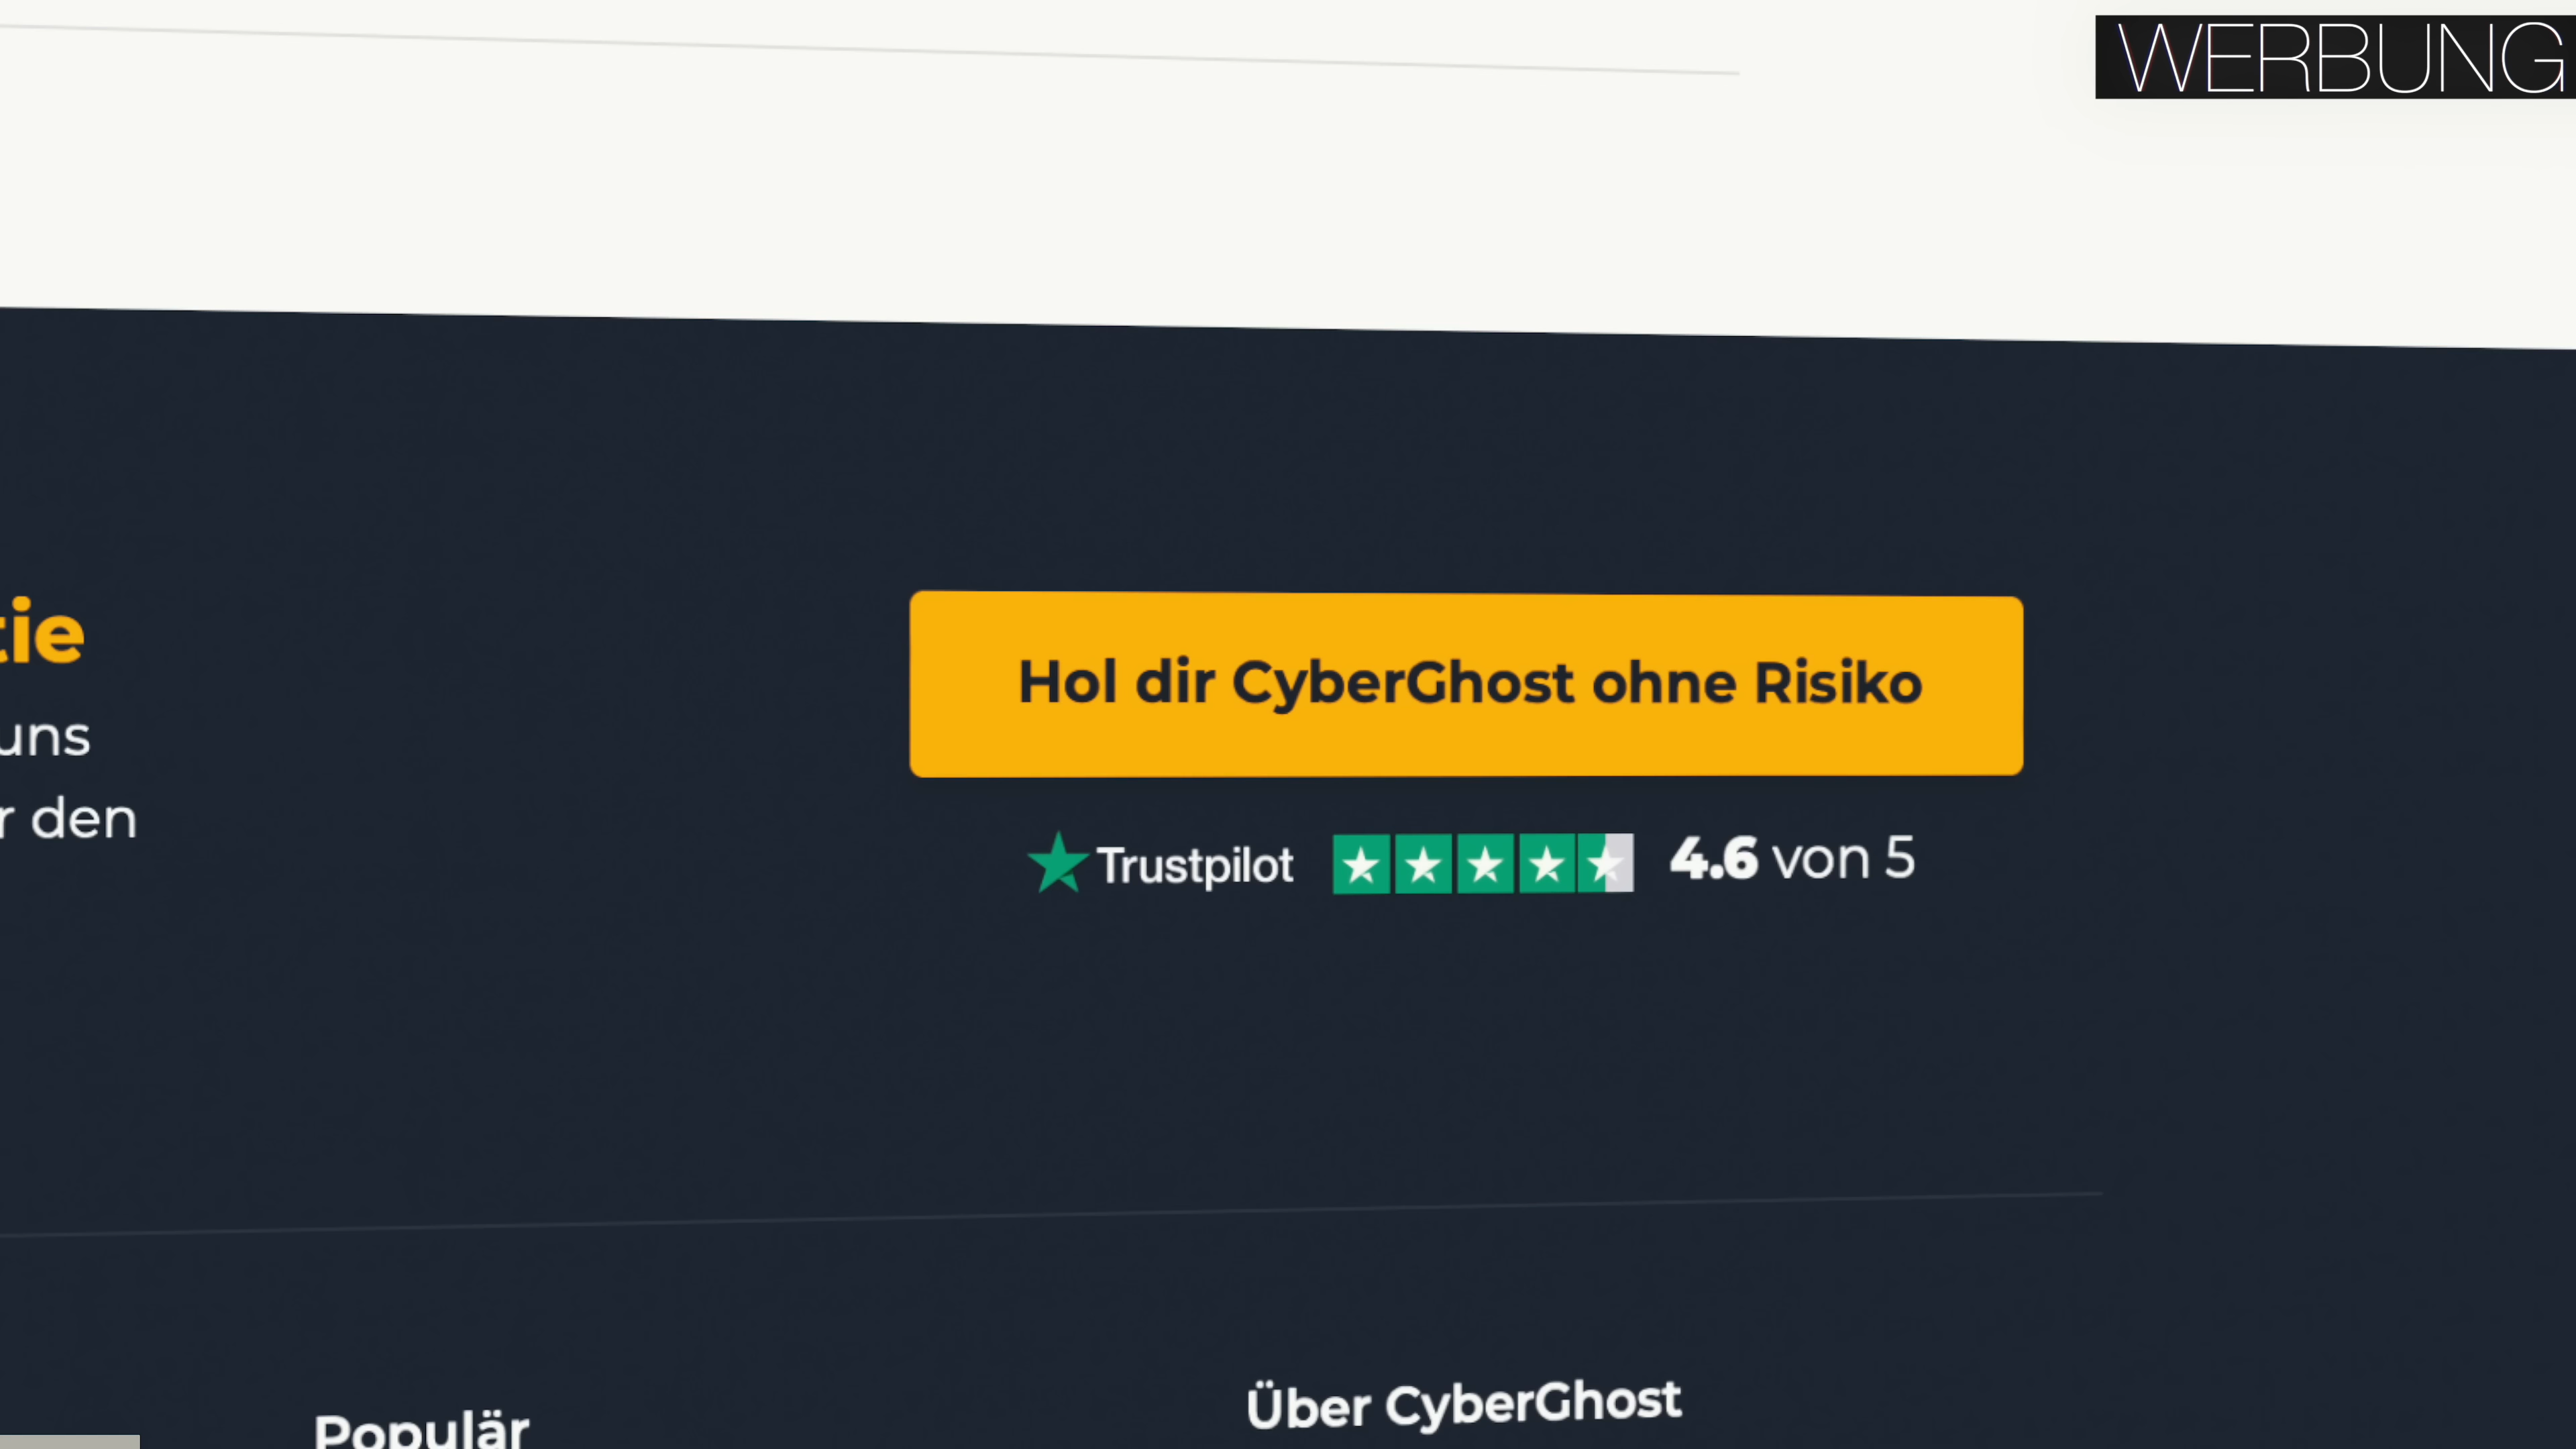 WERBUNG
tie
uns
r den
Hol dir CyberGhost ohne Risiko
Trustpilot 4.6 von 5
Populär
Über CyberGhost